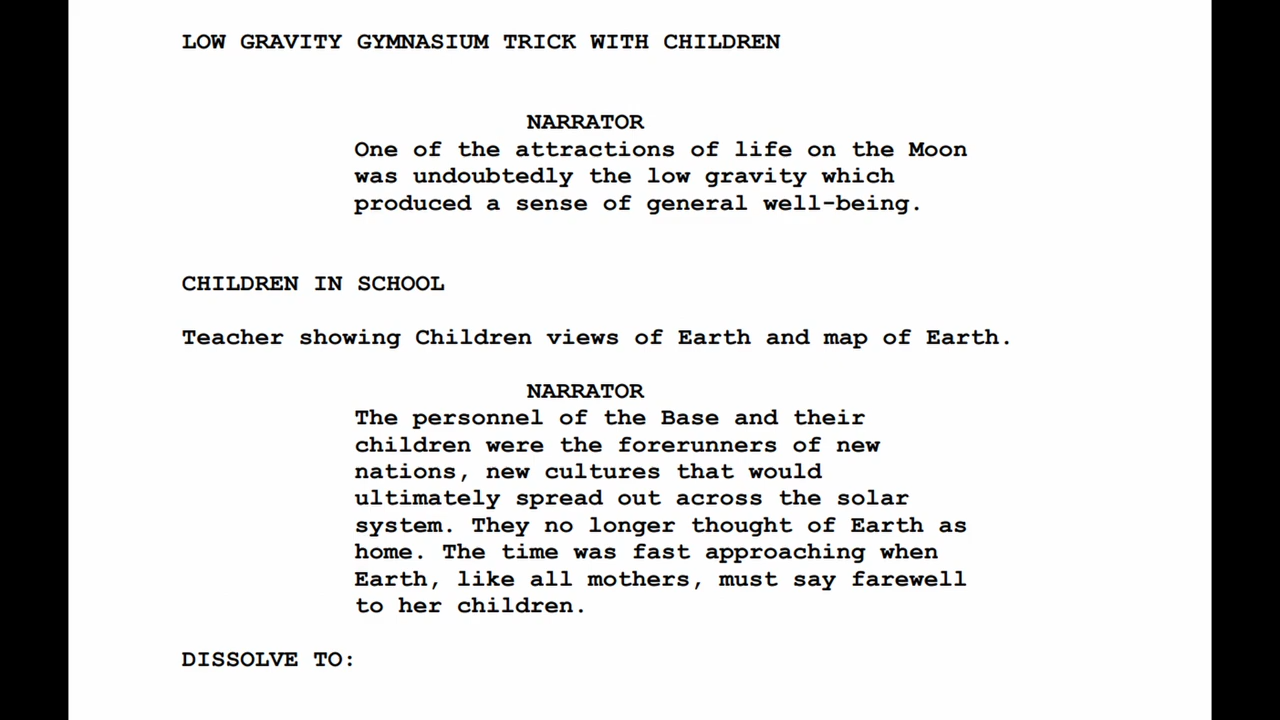 LOW GRAVITY GYMNASIUM TRICK WITH CHILDREN
NARRATOR
One of the attractions of life on the Moon
was undoubtedly the low gravity which
produced a sense of general well-being.
CHILDREN IN SCHOOL
Teacher showing Children views of Earth and map of Earth.
NARRATOR
The personnel of the Base and their
children were the forerunners of new
nations, new cultures that would
ultimately spread out across the solar
system. They no longer thought of Earth as
home. The time was fast approaching when
Earth, like all mothers, must say farewell
to her children.
DISSOLVE TO: